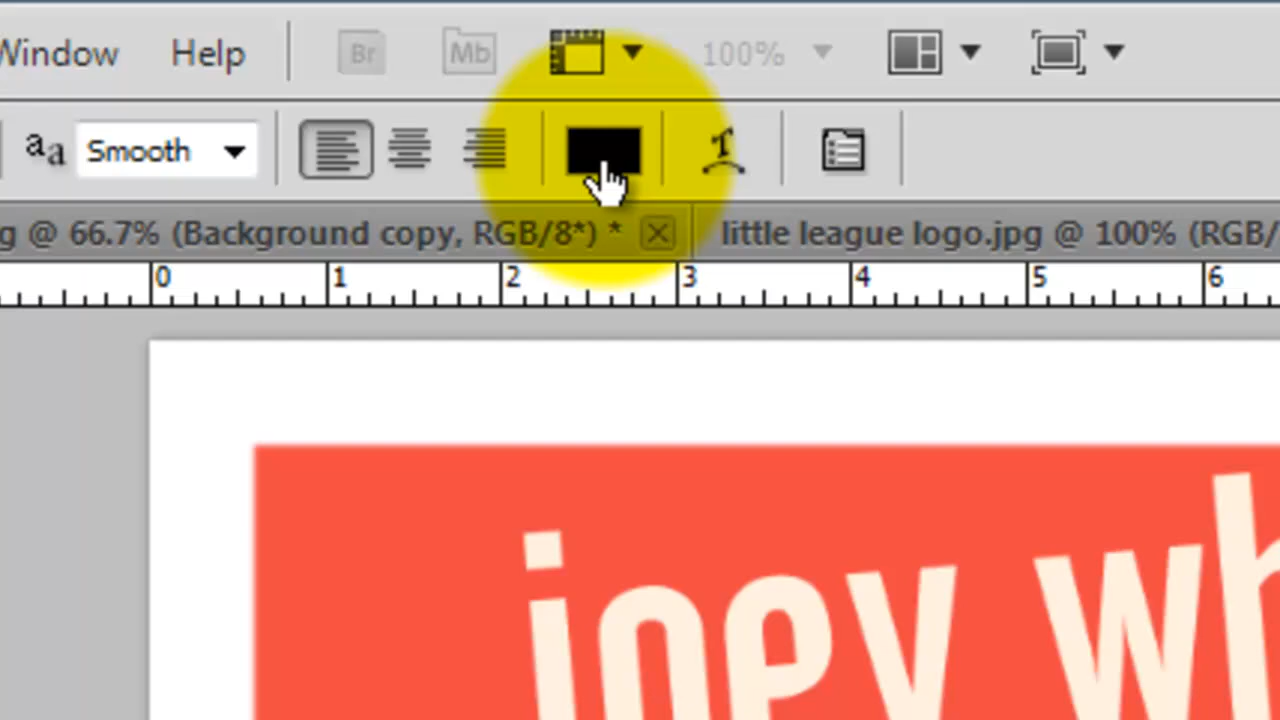 Window Help Br Mb 100%
aa Smooth T
g @ 66.7% (Background copy, RGB/8*) * little league logo.jpg @ 100% (RGB/
0 1 2 3 4 5 6
joey wh